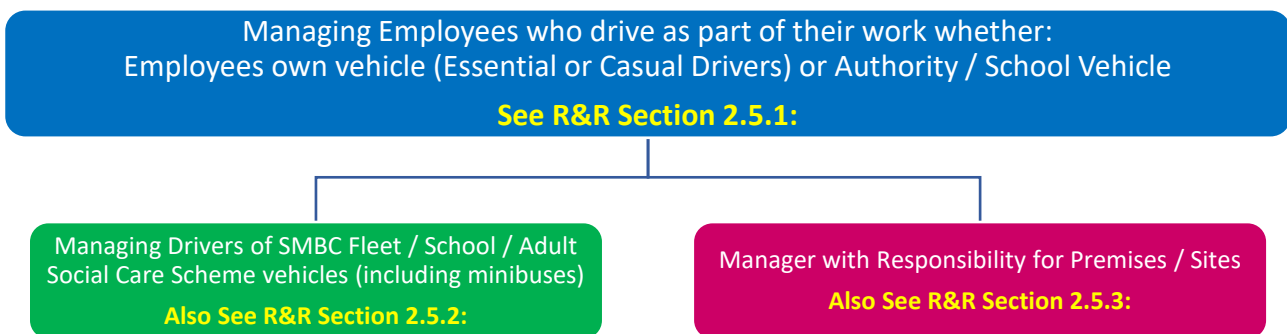 Managing Employees who drive as part of their work whether:
Employees own vehicle (Essential or Casual Drivers) or Authority / School Vehicle
See R&R Section 2.5.1:
Managing Drivers of SMBC Fleet / School / Adult
Social Care Scheme vehicles (including minibuses)
Also See R&R Section 2.5.2:
Manager with Responsibility for Premises / Sites
Also See R&R Section 2.5.3: